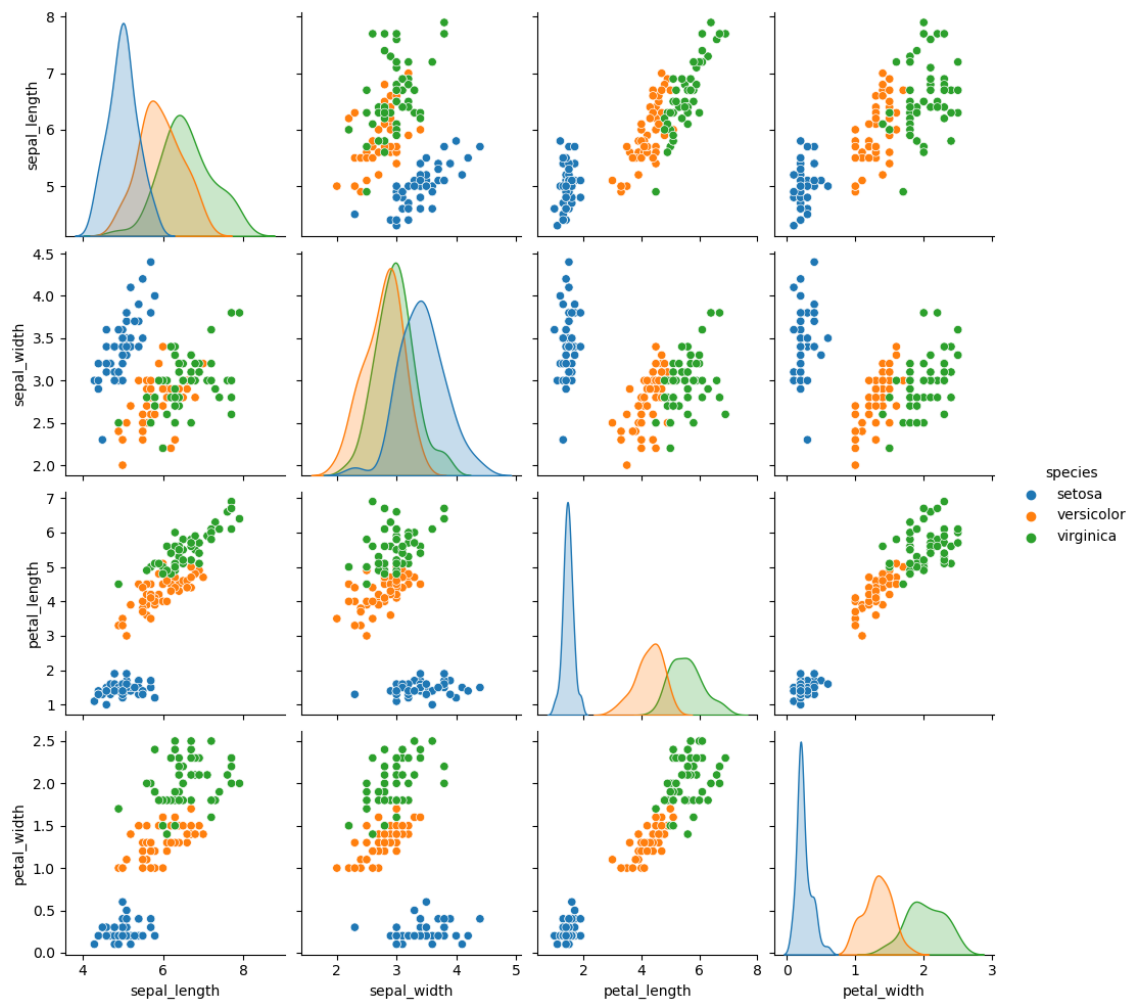 8
7
6
5
sepal_length
4.5
4.0
3.5
3.0
2.5
2.0
sepal_width
species
setosa
versicolor
virginica
7
6
5
4
3
2
1
petal_length
2.5
2.0
1.5
1.0
0.5
0.0
petal_width
4 6 8
sepal_length
2 3 4 5
sepal_width
2 4 6 8
petal_length
0 1 2 3
petal_width